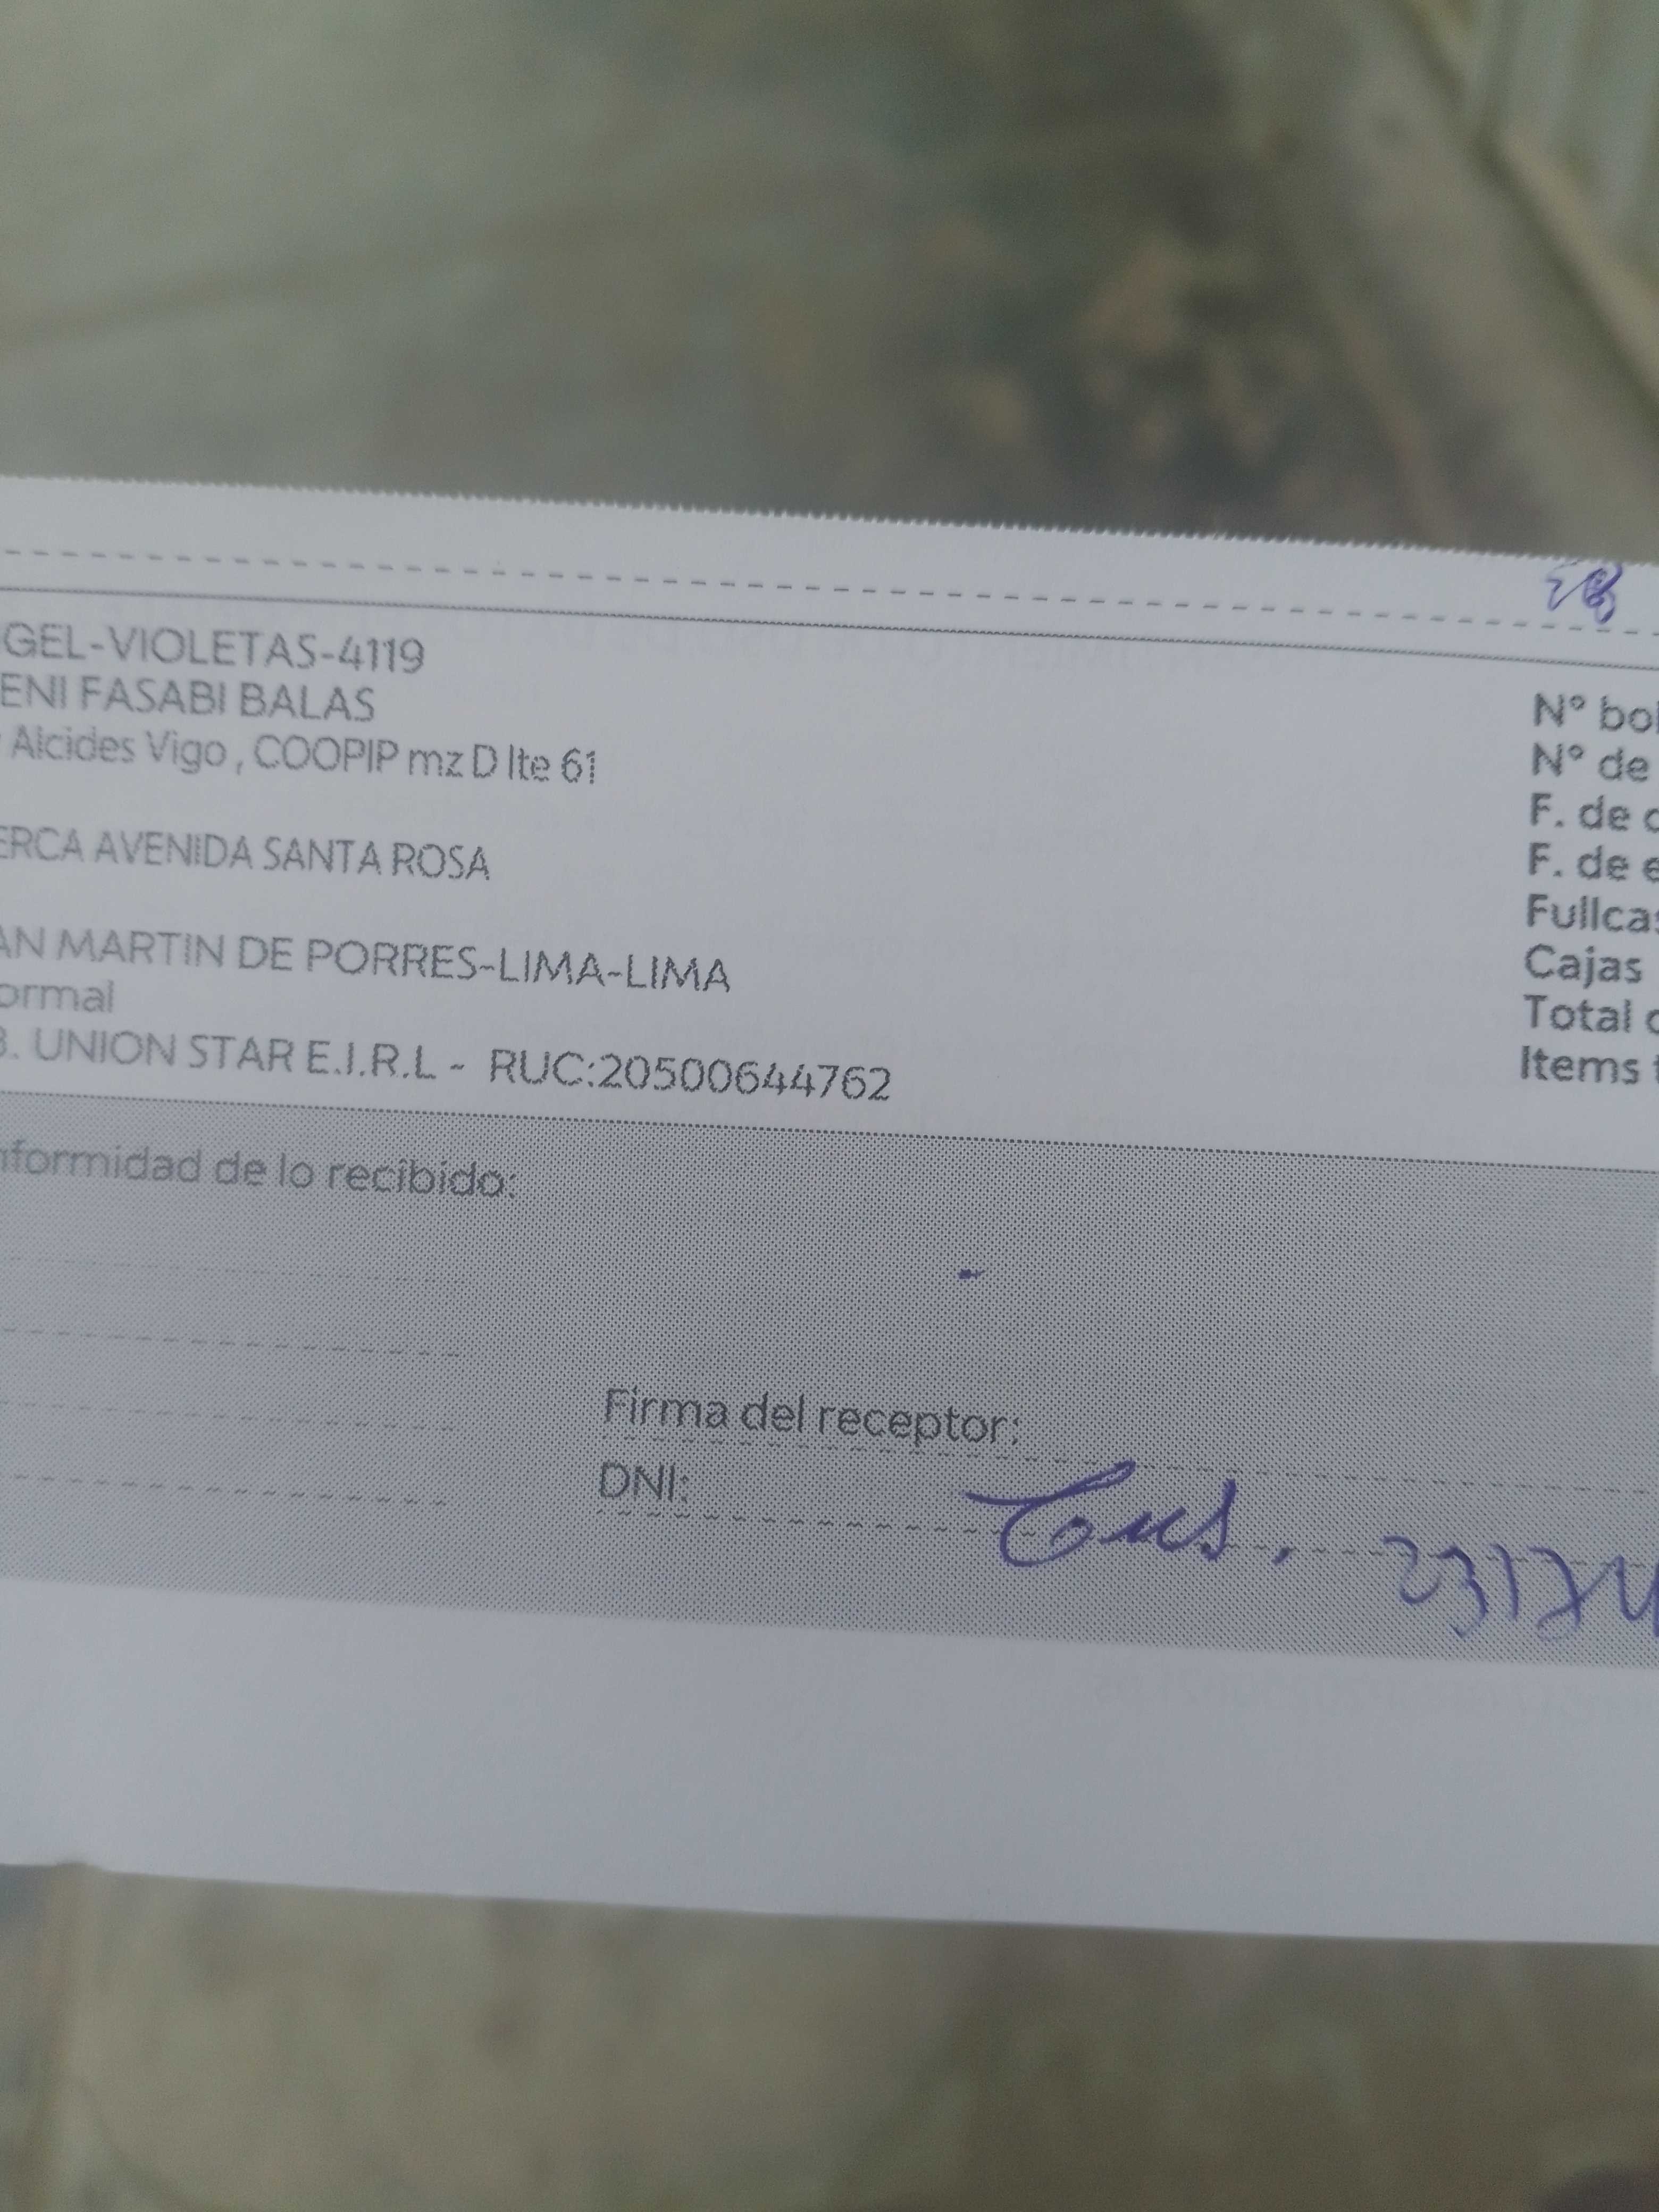 GEL-VIOLETAS-4119
ENI FASABI BALAS
Alcides Vigo , COOPIP mz D lte 61
ERCA AVENIDA SANTA ROSA
AN MARTIN DE PORRES-LIMA-LIMA
ormal
B. UNION STAR E.I.R.L - RUC:20500644762
N° bol
N° de
F. de
F. de e
Fullcas
Cajas
Total
Items
nformidad de lo recibido:
Firma del receptor:
DNI: